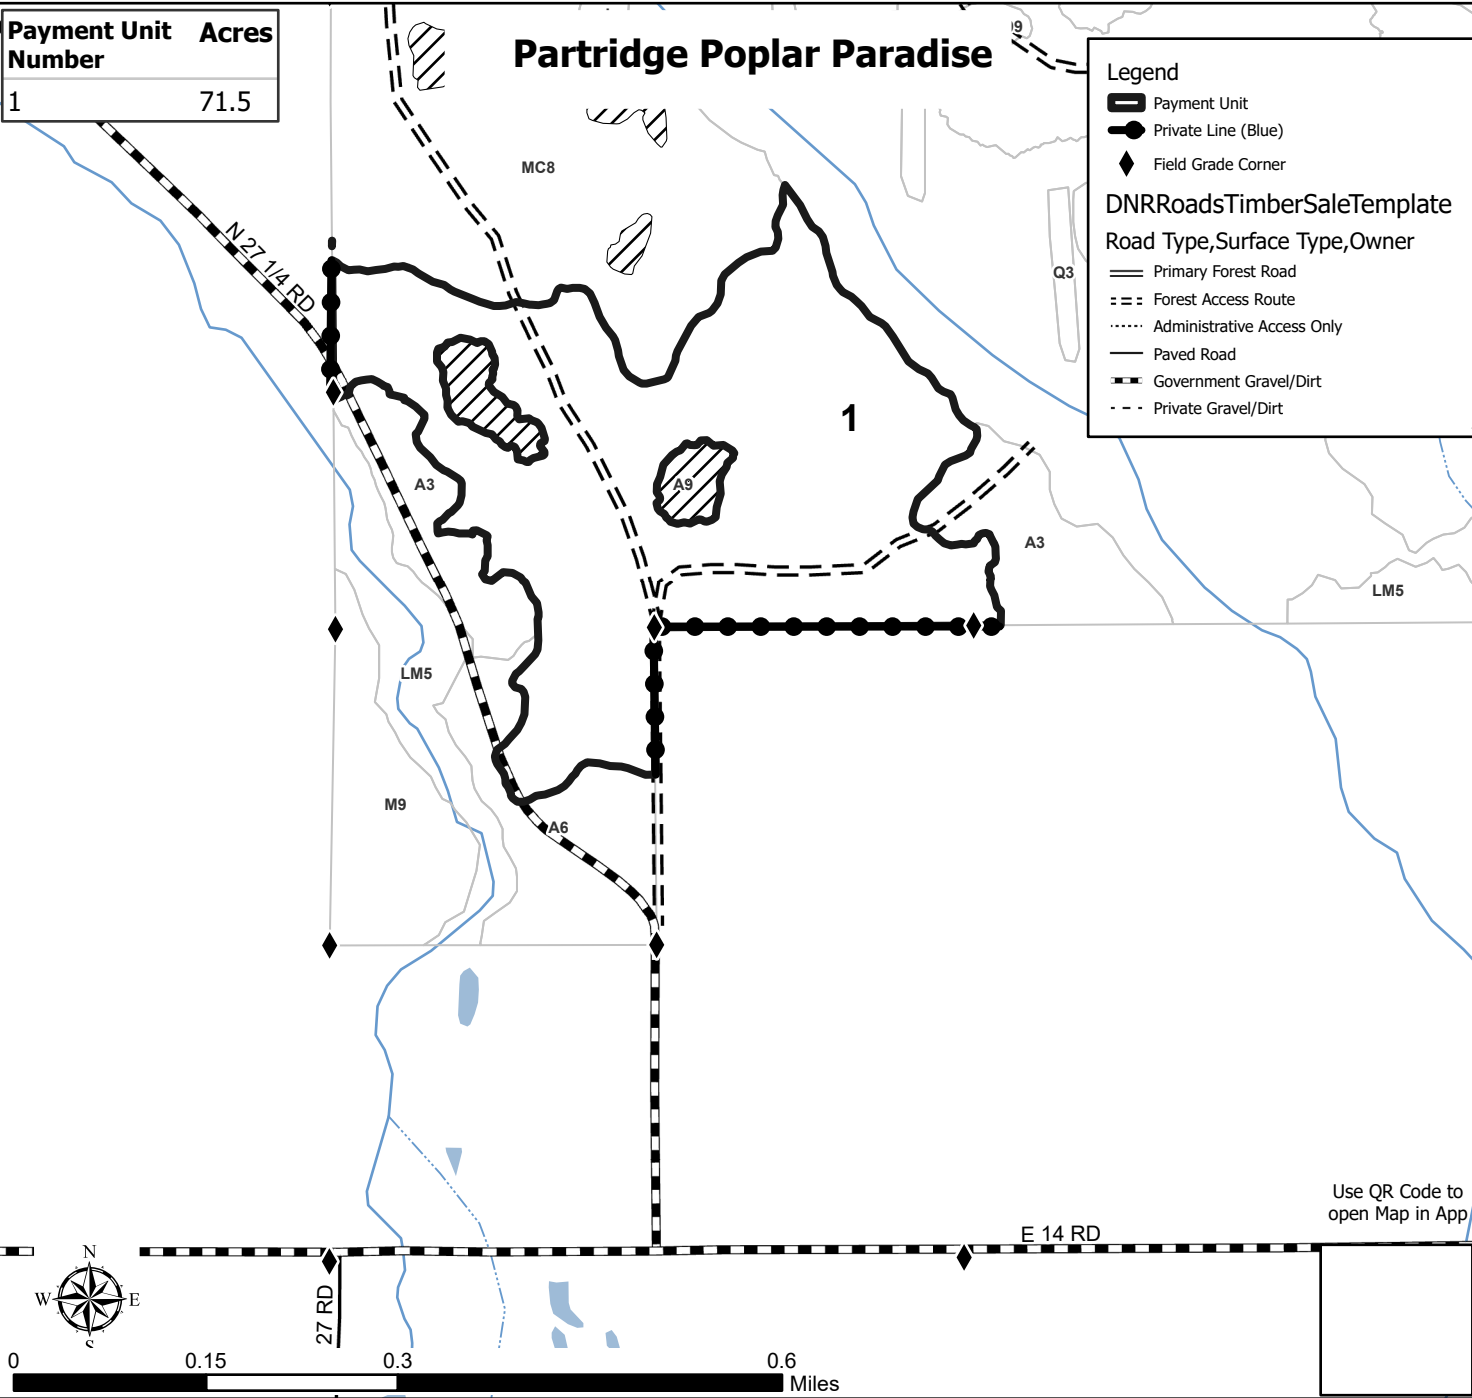 Payment Unit Number Acres
1 71.5
Partridge Poplar Paradise
Legend
Payment Unit
Private Line (Blue)
Field Grade Corner
DNRRoadsTimberSaleTemplate
Road Type,Surface Type,Owner
Primary Forest Road
Forest Access Route
Administrative Access Only
Paved Road
Government Gravel/Dirt
Private Gravel/Dirt
MC8
N 27 1/4 RD
Q3
1
A3
A9
A3
LM5
LM5
M9
A6
Use QR Code to
open Map in App
E 14 RD
27 RD
N
W E
S
0 0.15 0.3 0.6
Miles